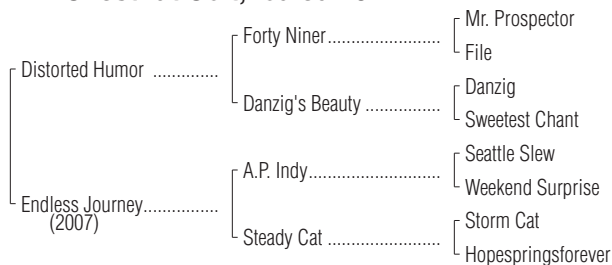 Mr. Prospector
Forty Niner........................
File
Distorted Humor ..............
Danzig
Danzig's Beauty ................
Sweetest Chant
Seattle Slew
A.P. Indy............................
Weekend Surprise
Endless Journey................
(2007)
Storm Cat
Steady Cat ........................
Hopespringsforever